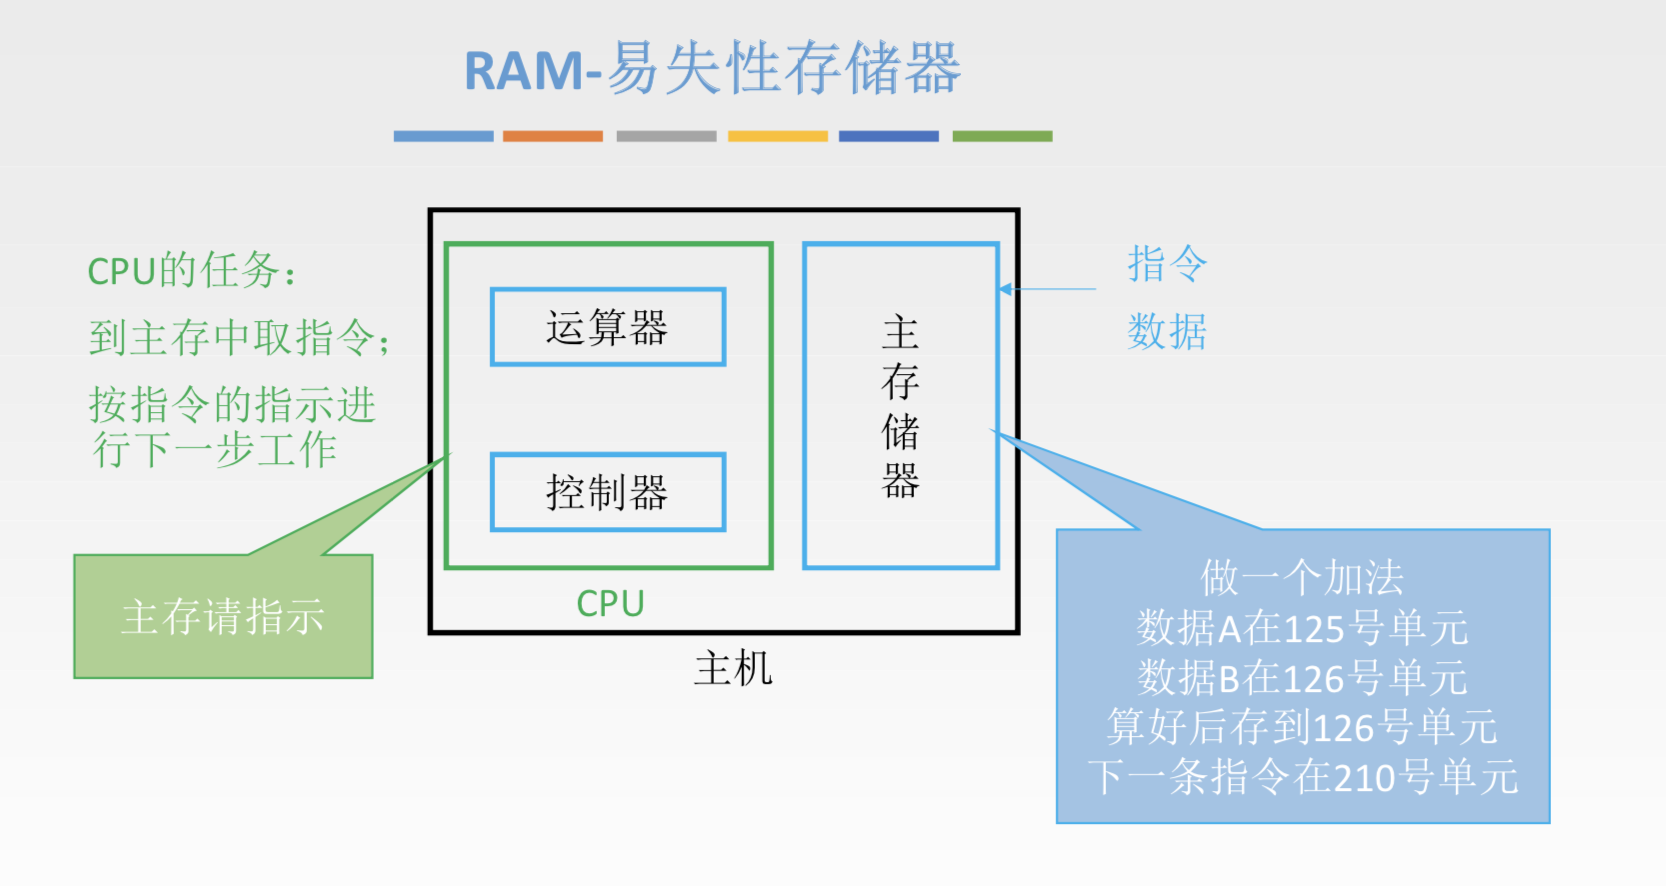 RAM-易失性存储器
CPU的任务：
到主存中取指令；
按指令的指示进
行下一步工作
主存请指示
运算器
控制器
CPU
主
存
储
器
主机
指令
数据
做一个加法
数据A在125号单元
数据B在126号单元
算好后存到126号单元
下一条指令在210号单元